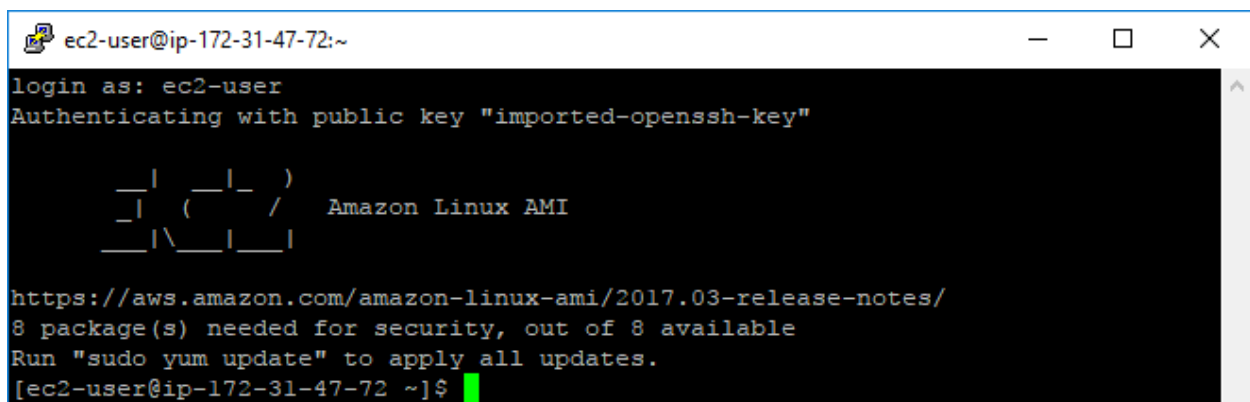 ec2-user@ip-172-31-47-72:~
login as: ec2-user
Authenticating with public key "imported-openssh-key"
       __|  __|_  )
       _|  (     /   Amazon Linux AMI
      ___|\___|___|
https://aws.amazon.com/amazon-linux-ami/2017.03-release-notes/
8 package(s) needed for security, out of 8 available
Run "sudo yum update" to apply all updates.
[ec2-user@ip-172-31-47-72 ~]$